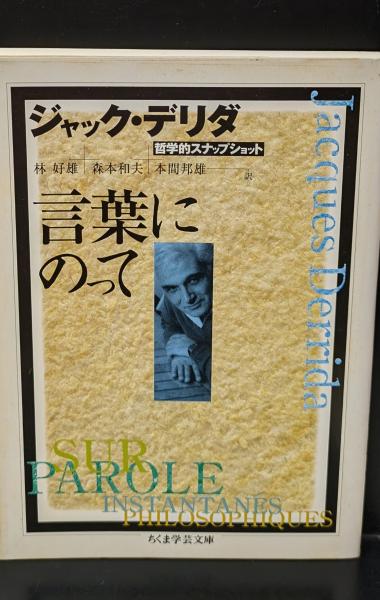 ジャック・デリダ
哲学的スナップショット
林 好雄 森本和夫 本間邦雄 訳
言葉に
のって
Jacques Derrida
SUR
PAROLE
INSTANTANÉS
PHILOSOPHIQUES
ちくま学芸文庫